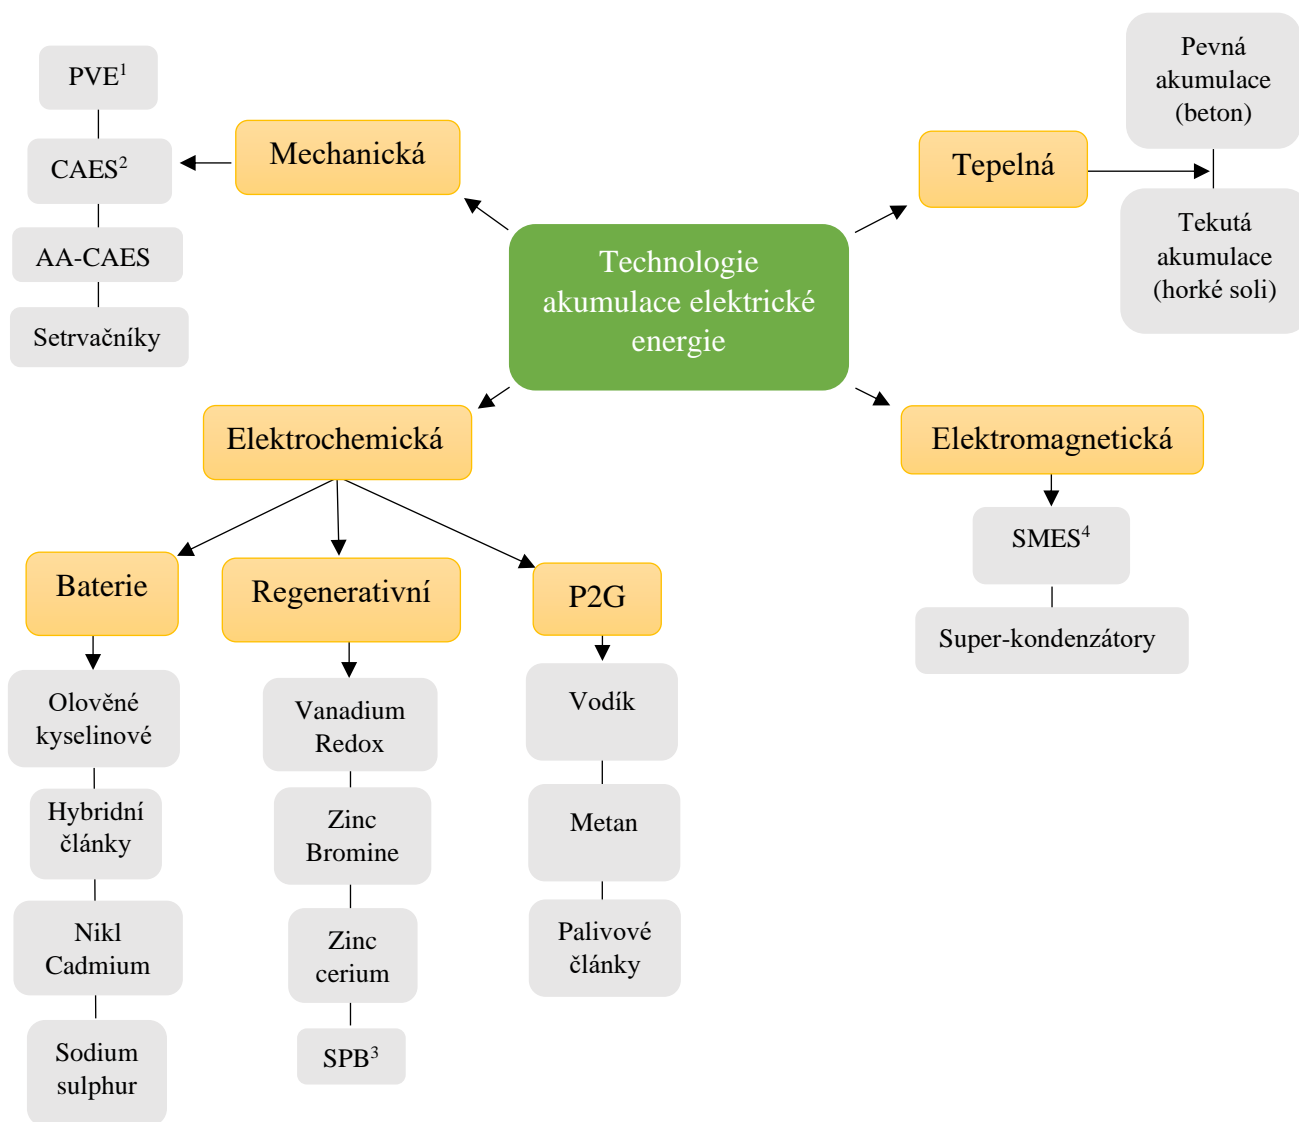 PVE¹
CAES²
AA-CAES
Setrvačníky
Mechanická
Technologie
akumulace elektrické
energie
Tepelná
Pevná
akumulace
(beton)
Tekutá
akumulace
(horké soli)
Elektrochemická
Elektromagnetická
SMES⁴
Super-kondenzátory
Baterie
Olověné
kyselinové
Hybridní
články
Nikl
Cadmium
Sodium
sulphur
Regenerativní
Vanadium
Redox
Zinc
Bromine
Zinc
cerium
SPB³
P2G
Vodík
Metan
Palivové
články